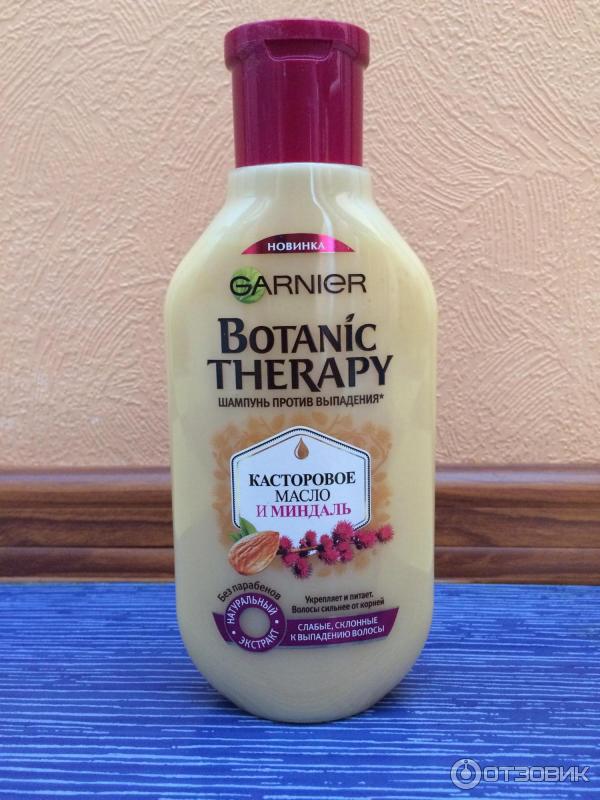 НОВИНКА
GARNIER
BOTANIC
THERAPY
ШАМПУНЬ ПРОТИВ ВЫПАДЕНИЯ*
КАСТОРОВОЕ
МАСЛО
И МИНДАЛЬ
Укрепляет и питает.
Волосы сильнее от корней
Без парабенов
НАТУРАЛЬНЫЙ
ЭКСТРАКТ
СЛАБЫЕ, СКЛОННЫЕ
К ВЫПАДЕНИЮ ВОЛОСЫ
ОТЗОВИК